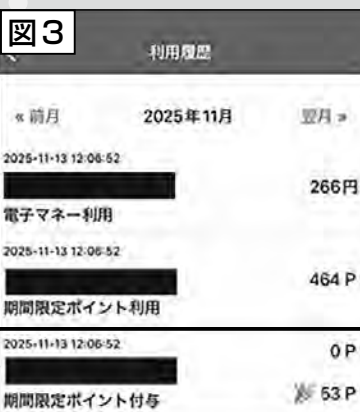 図3
利用履歴
« 前月 2025年11月 翌月 »
2025-11-13 12:06:52
266円
電子マネー利用
2025-11-13 12:06:52
464 P
期間限定ポイント利用
2025-11-13 12:06:52
0 P
53 P
期間限定ポイント付与